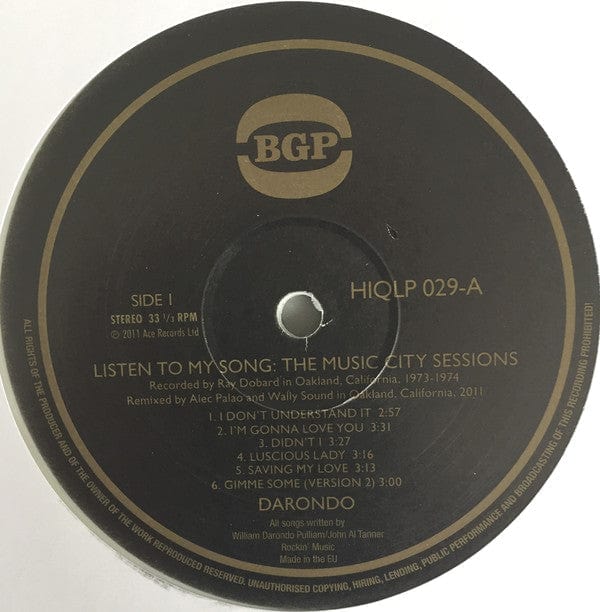 BGP
SIDE 1
HIQLP 029-A
STEREO 33 1/3 RPM
℗ 2011 Ace Records Ltd
LISTEN TO MY SONG: THE MUSIC CITY SESSIONS
Recorded by Ray Dobard in Oakland, California. 1973-1974
Remixed by Alec Palao and Wally Sound in Oakland, California, 2011
1. I DON'T UNDERSTAND IT 2:57
2. I'M GONNA LOVE YOU 3:31
3. DIDN'T I 3:27
4. LUSCIOUS LADY 3:16
5. SAVING MY LOVE 3:13
6. GIMME SOME (VERSION 2) 3:00
DARONDO
All songs written by
William Darondo Pulliam/John Al Tanner
Rockin' Music
Made in the EU
ALL RIGHTS OF THE PRODUCER AND OF THE OWNER OF THE WORK REPRODUCED RESERVED. UNAUTHORISED COPYING, HIRING, LENDING, PUBLIC PERFORMANCE AND BROADCASTING OF THIS RECORDING PROHIBITED!